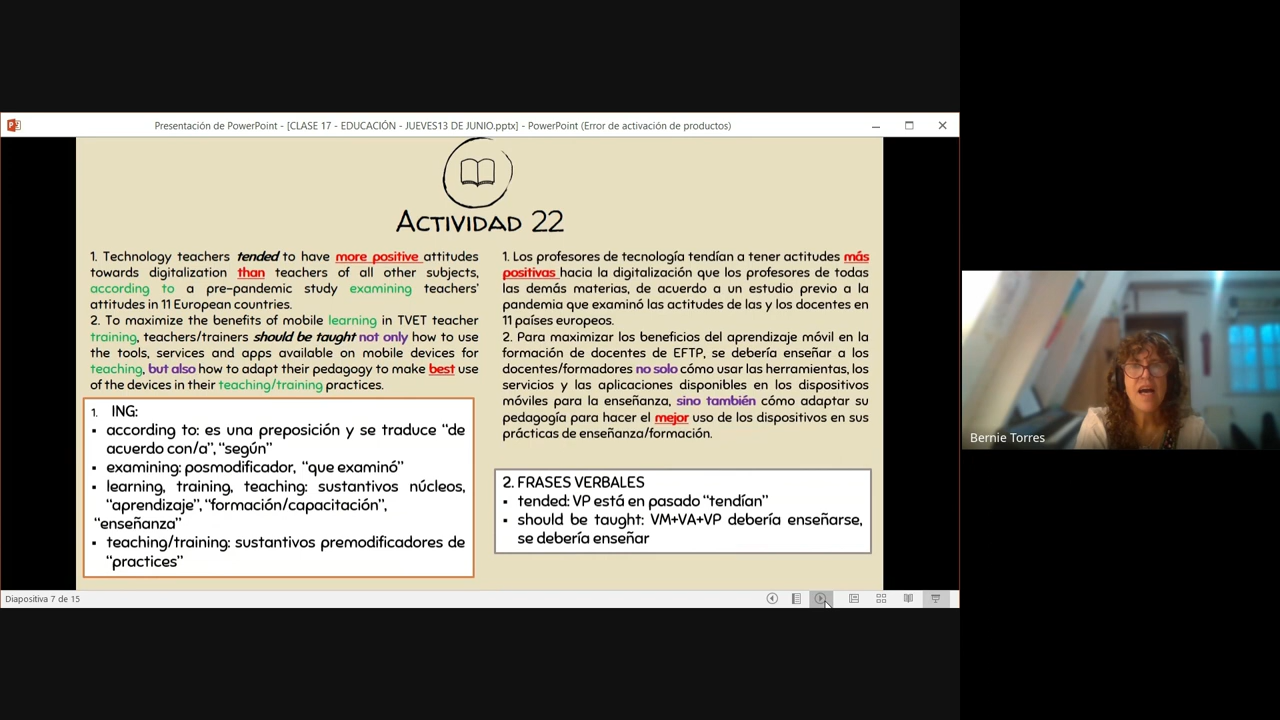 Presentación de PowerPoint - [CLASE 17 - EDUCACIÓN - JUEVES13 DE JUNIO.pptx] - PowerPoint (Error de activación de productos)
ACTIVIDAD 22
1. Technology teachers tended to have more positive attitudes
towards digitalization than teachers of all other subjects,
according to a pre-pandemic study examining teachers'
attitudes in 11 European countries.
2. To maximize the benefits of mobile learning in TVET teacher
training, teachers/trainers should be taught not only how to use
the tools, services and apps available on mobile devices for
teaching, but also how to adapt their pedagogy to make best use
of the devices in their teaching/training practices.
1. ING:
▪ according to: es una preposición y se traduce “de
acuerdo con/a”, “según”
▪ examining: posmodificador, “que examinó”
▪ learning, training, teaching: sustantivos núcleos,
“aprendizaje”, “formación/capacitación”,
“enseñanza”
▪ teaching/training: sustantivos premodificadores de
“practices”
1. Los profesores de tecnología tendían a tener actitudes más
positivas hacia la digitalización que los profesores de todas
las demás materias, de acuerdo a un estudio previo a la
pandemia que examinó las actitudes de las y los docentes en
11 países europeos.
2. Para maximizar los beneficios del aprendizaje móvil en la
formación de docentes de EFTP, se debería enseñar a los
docentes/formadores no solo cómo usar las herramientas, los
servicios y las aplicaciones disponibles en los dispositivos
móviles para la enseñanza, sino también cómo adaptar su
pedagogía para hacer el mejor uso de los dispositivos en sus
prácticas de enseñanza/formación.
2. FRASES VERBALES
▪ tended: VP está en pasado “tendían”
▪ should be taught: VM+VA+VP debería enseñarse,
se debería enseñar
Diapositiva 7 de 15
Bernie Torres